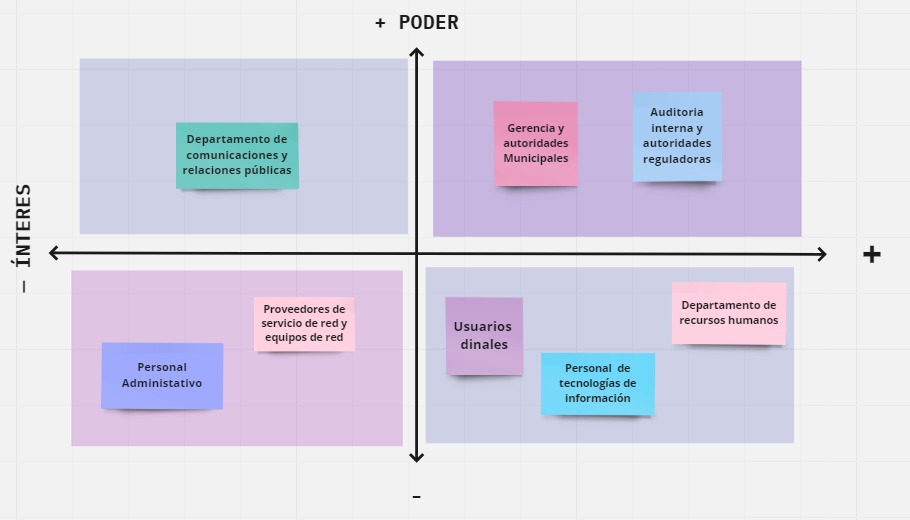 + PODER
Departamento de
comunicaciones y
relaciones públicas
Gerencia y
autoridades
Municipales
Auditoria
interna y
autoridades
reguladoras
– ÍNTERES
+
Proveedores de
servicio de red y
equipos de red
Personal
Administativo
Usuarios
dinales
Personal de
tecnologías de
información
Departamento de
recursos humanos
–